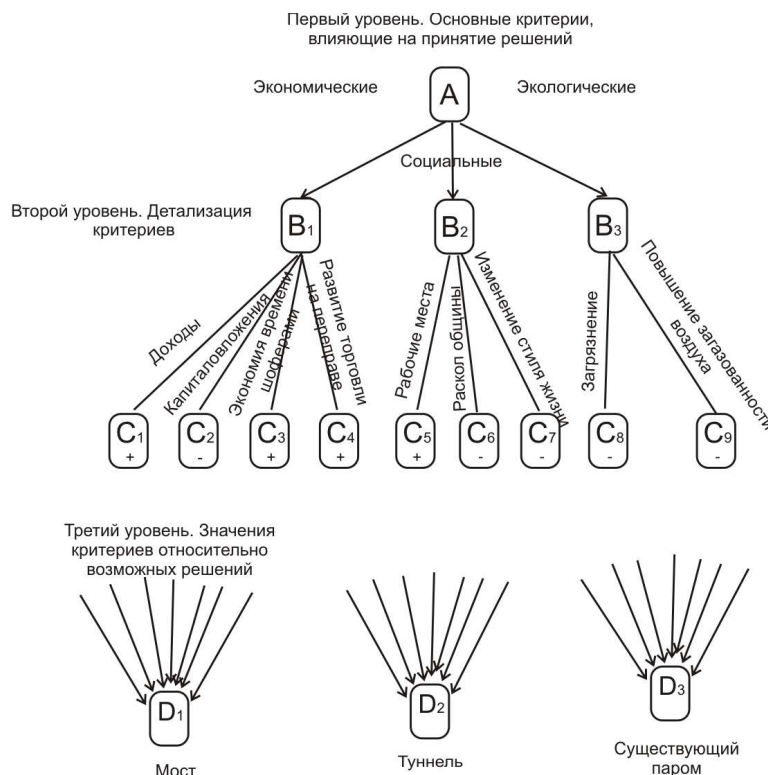 Первый уровень. Основные критерии,
влияющие на принятие решений
Экономические
A
Экологические
Социальные
Второй уровень. Детализация
критериев
B1
B2
B3
Доходы
Капиталовложения
Экономия времени
шоферами
Развитие торговли
на переправе
Рабочие места
Раскол общины
Изменение стиля жизни
Загрязнение
Повышение загазованности
воздуха
C1
+
C2
-
C3
+
C4
+
C5
+
C6
-
C7
-
C8
-
C9
-
Третий уровень. Значения
критериев относительно
возможных решений
D1
D2
D3
Мост
Туннель
Существующий
паром